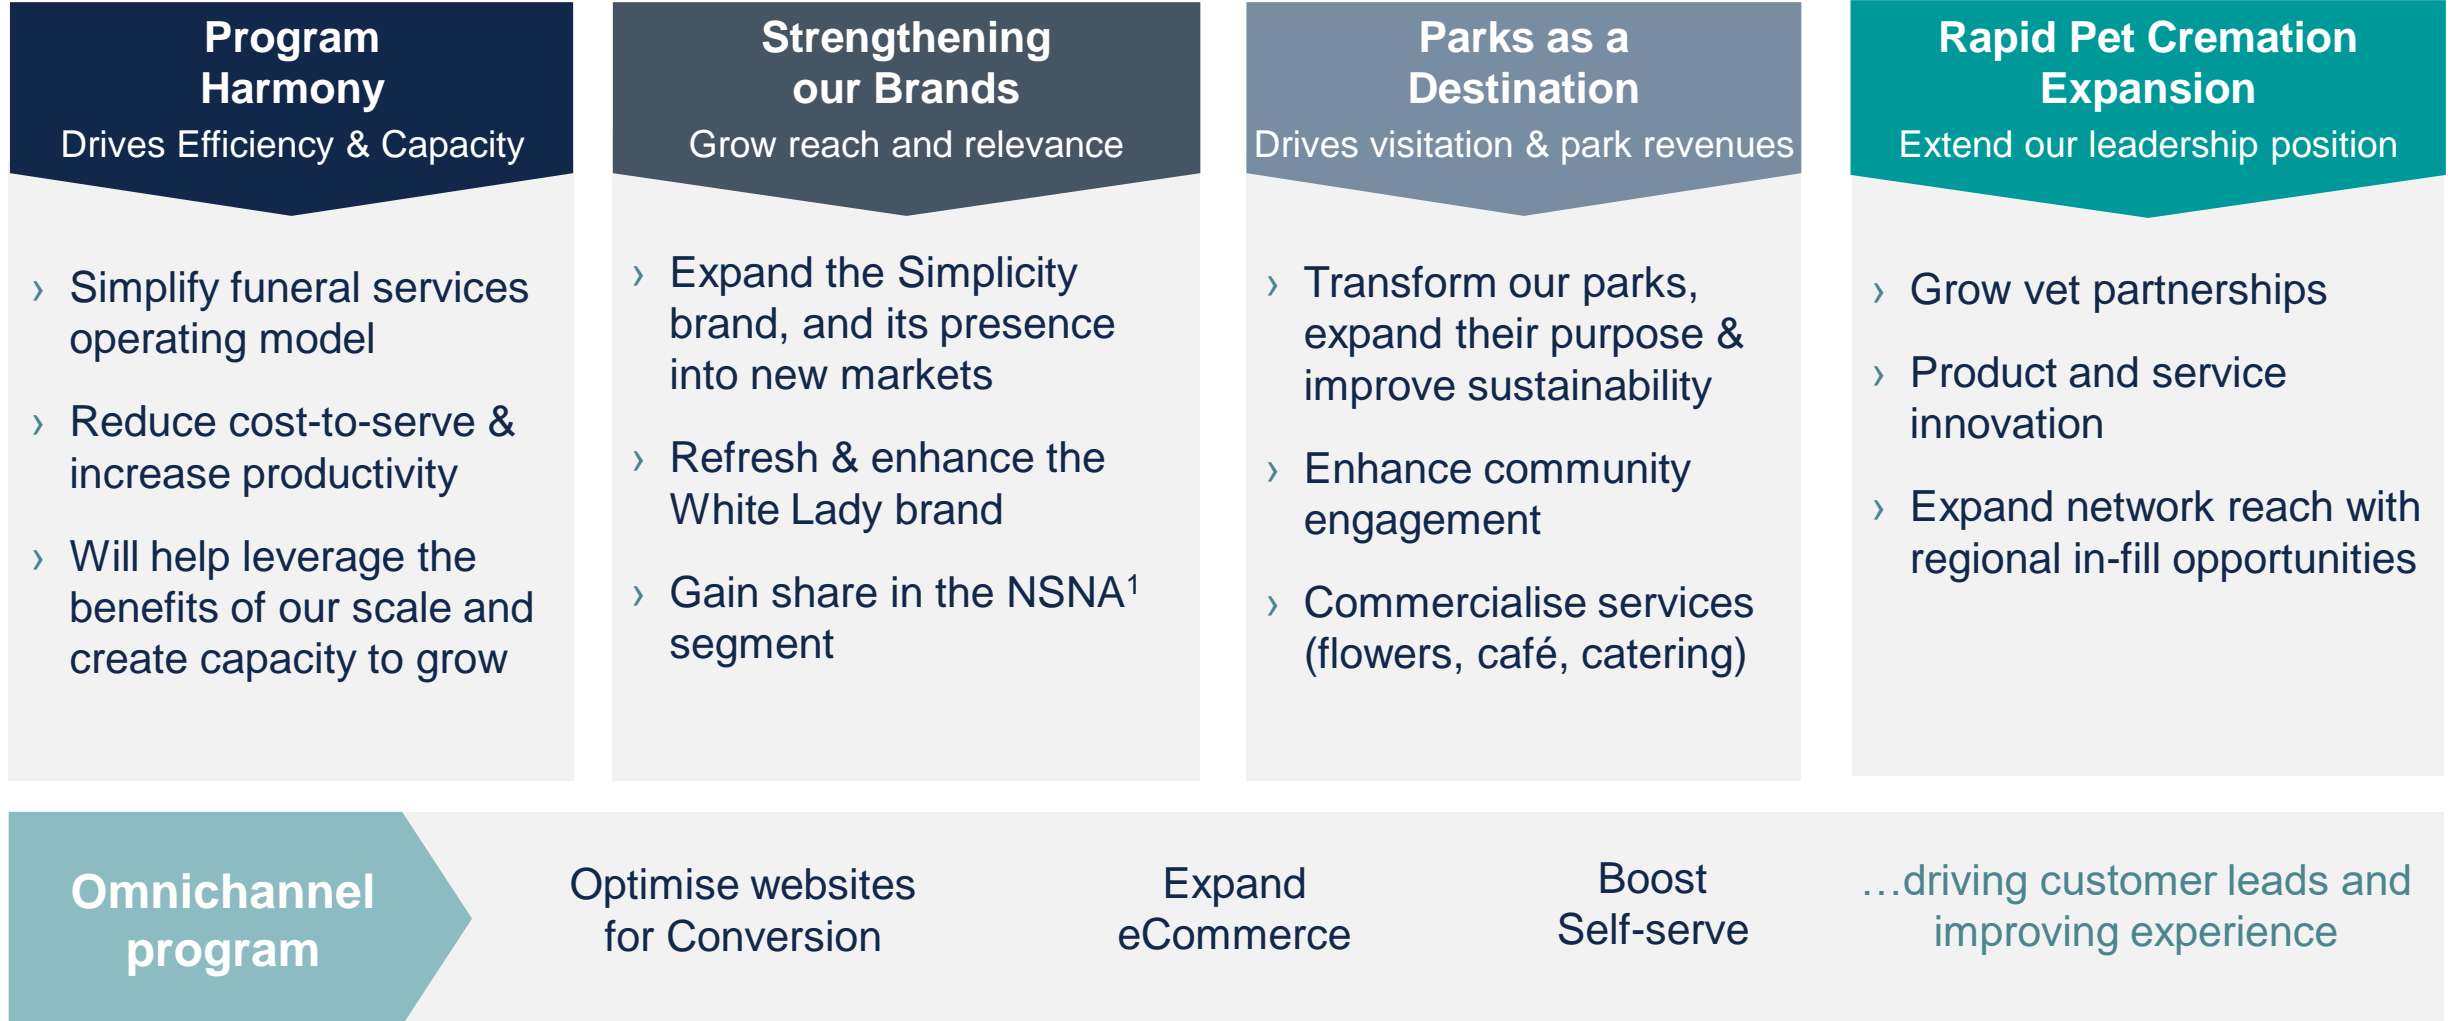 Program
Harmony
Drives Efficiency & Capacity
› Simplify funeral services
operating model
› Reduce cost-to-serve &
increase productivity
› Will help leverage the
benefits of our scale and
create capacity to grow
Strengthening
our Brands
Grow reach and relevance
› Expand the Simplicity
brand, and its presence
into new markets
› Refresh & enhance the
White Lady brand
› Gain share in the NSNA¹
segment
Parks as a
Destination
Drives visitation & park revenues
› Transform our parks,
expand their purpose &
improve sustainability
› Enhance community
engagement
› Commercialise services
(flowers, café, catering)
Rapid Pet Cremation
Expansion
Extend our leadership position
› Grow vet partnerships
› Product and service
innovation
› Expand network reach with
regional in-fill opportunities
Omnichannel
program
Optimise websites
for Conversion
Expand
eCommerce
Boost
Self-serve
…driving customer leads and
improving experience